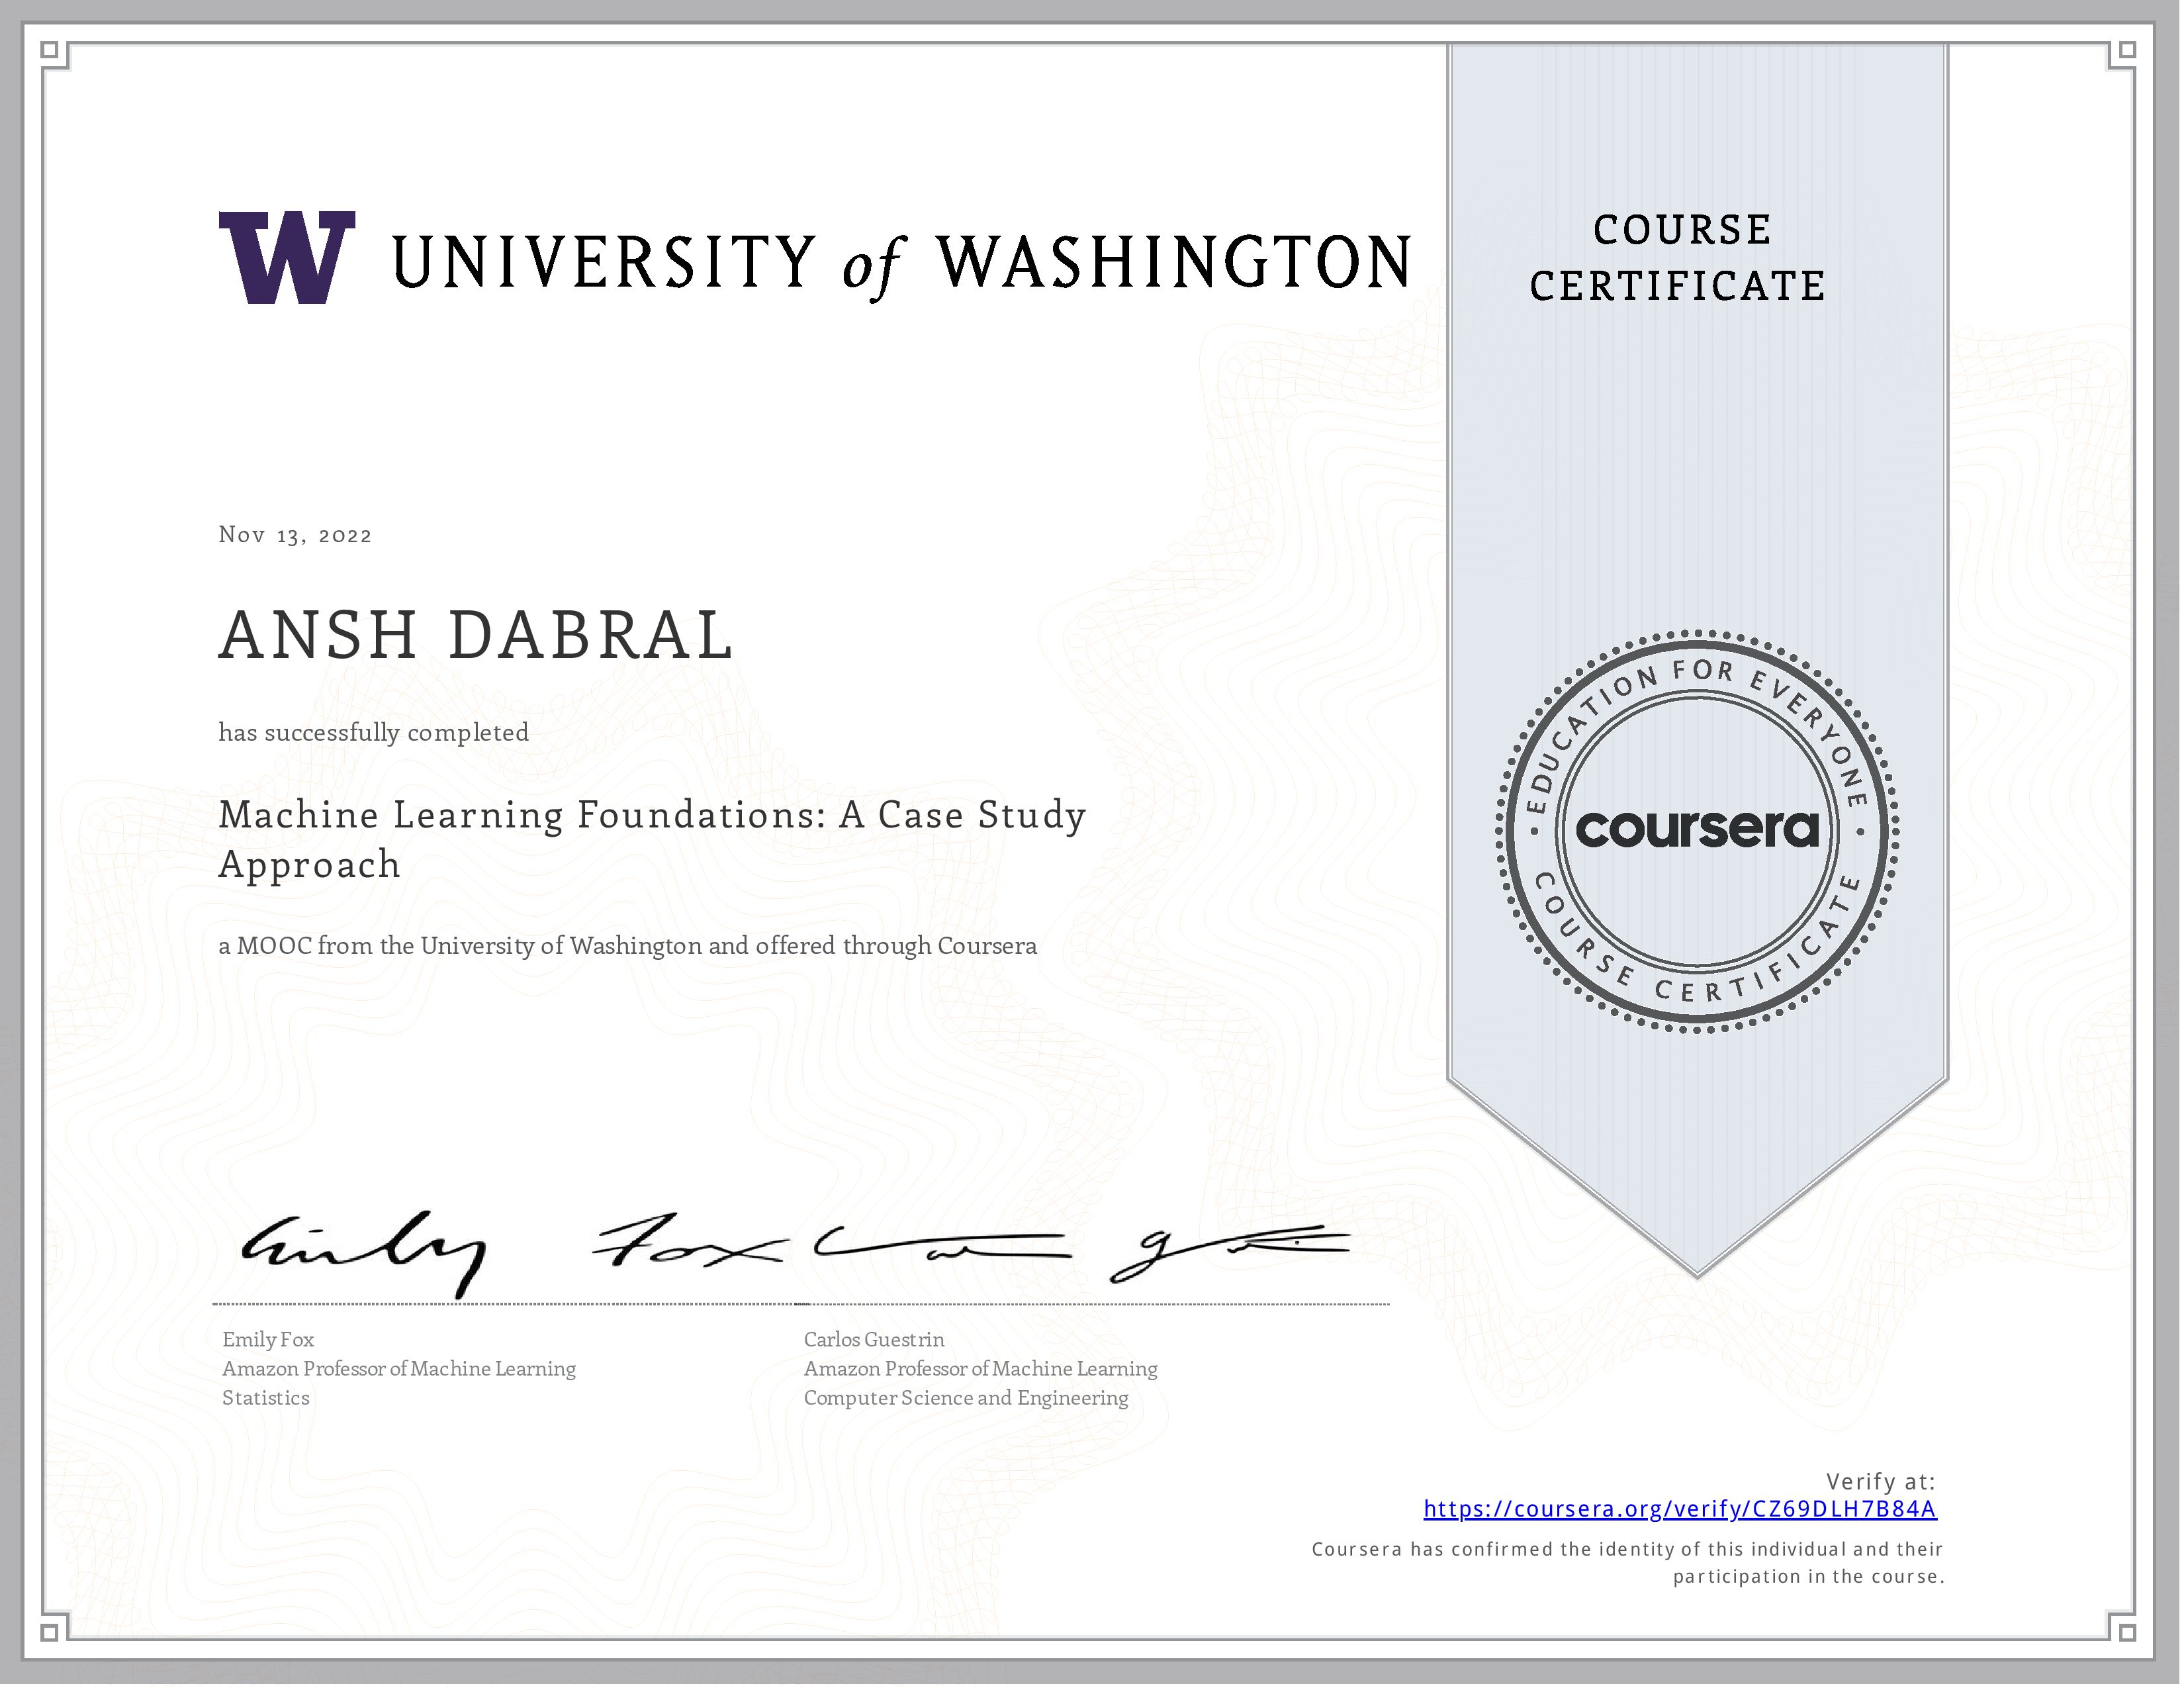 W UNIVERSITY of WASHINGTON
COURSE
CERTIFICATE
Nov 13, 2022
ANSH DABRAL
has successfully completed
Machine Learning Foundations: A Case Study
Approach
a MOOC from the University of Washington and offered through Coursera
EDUCATION FOR EVERYONE
coursera
COURSE CERTIFICATE
Emily Fox
Emily Fox
Amazon Professor of Machine Learning
Statistics
Carlos Guestrin
Amazon Professor of Machine Learning
Computer Science and Engineering
Verify at:
https://coursera.org/verify/CZ69DLH7B84A
Coursera has confirmed the identity of this individual and their
participation in the course.